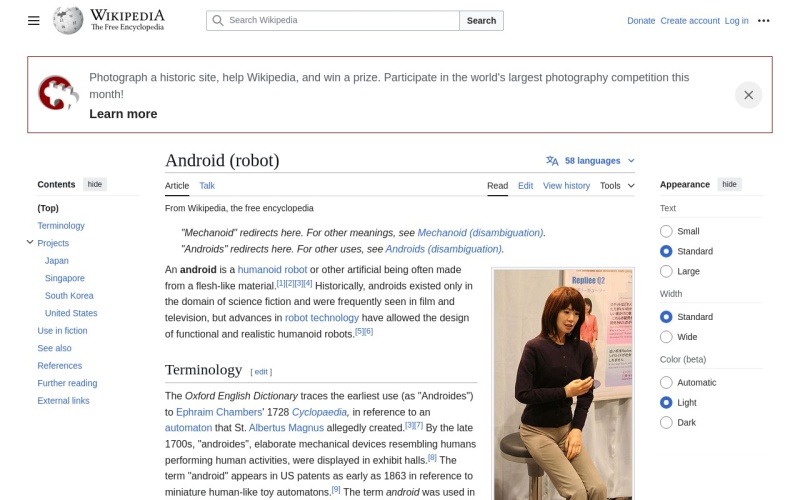 WIKIPEDIA
The Free Encyclopedia
Search Wikipedia
Search
Donate Create account Log in
Photograph a historic site, help Wikipedia, and win a prize. Participate in the world's largest photography competition this
month!
Learn more
Contents hide
(Top)
Terminology
Projects
Japan
Singapore
South Korea
United States
Use in fiction
See also
References
Further reading
External links
Android (robot)
58 languages
Article Talk
Read Edit View history Tools
From Wikipedia, the free encyclopedia
"Mechanoid" redirects here. For other meanings, see Mechanoid (disambiguation).
"Androids" redirects here. For other uses, see Androids (disambiguation).
An android is a humanoid robot or other artificial being often made
from a flesh-like material.[1][2][3][4] Historically, androids existed only in
the domain of science fiction and were frequently seen in film and
television, but advances in robot technology have allowed the design
of functional and realistic humanoid robots.[5][6]
Terminology [ edit ]
The Oxford English Dictionary traces the earliest use (as "Androides")
to Ephraim Chambers' 1728 Cyclopaedia, in reference to an
automaton that St. Albertus Magnus allegedly created.[3][7] By the late
1700s, "androides", elaborate mechanical devices resembling humans
performing human activities, were displayed in exhibit halls.[8] The
term "android" appears in US patents as early as 1863 in reference to
miniature human-like toy automatons.[9] The term android was used in
Repliee Q2
Appearance hide
Text
Small
Standard
Large
Width
Standard
Wide
Color (beta)
Automatic
Light
Dark